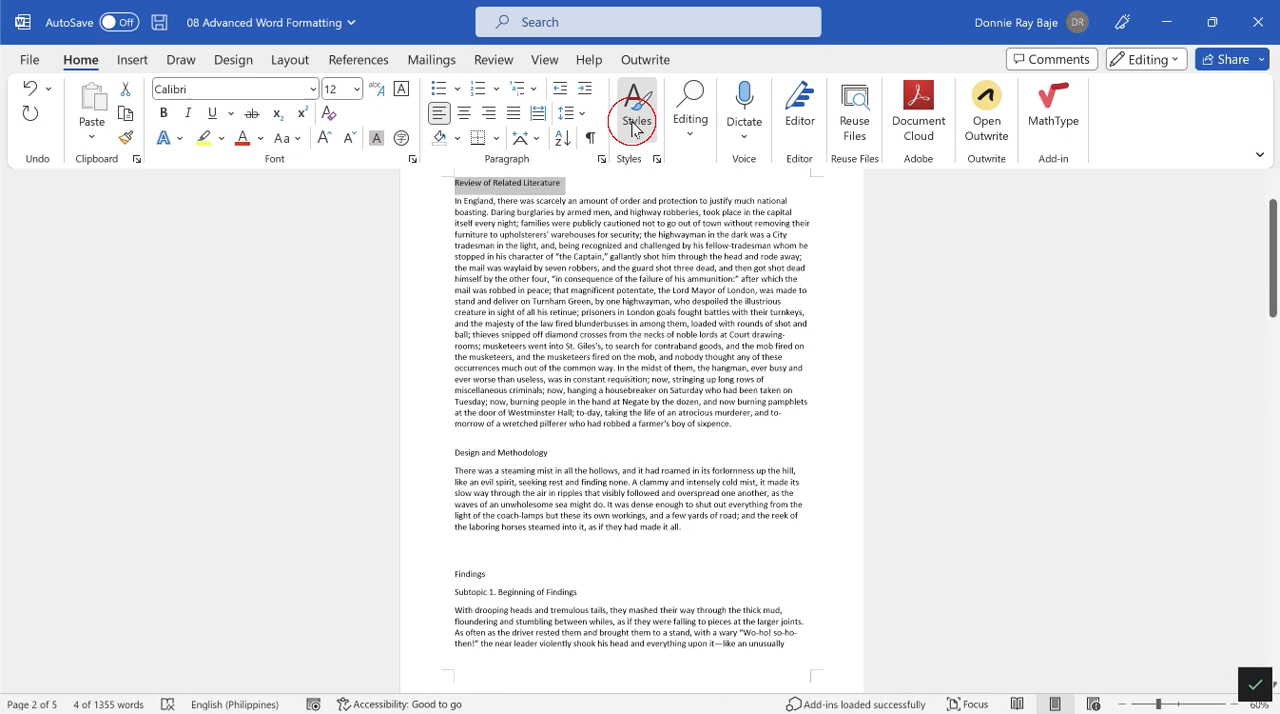 AutoSave Off 08 Advanced Word Formatting Search Donnie Ray Baje DR
File Home Insert Draw Design Layout References Mailings Review View Help Outwrite Comments Editing Share
Calibri 12
Paste Styles Editing Dictate Editor Reuse Files Adobe Document Cloud Open Outwrite MathType
Undo Clipboard Font Paragraph Styles Voice Editor Reuse Files Adobe Outwrite Add-in
Review of Related Literature
In England, there was scarcely an amount of order and protection to justify much national
boasting. Daring burglaries by armed men, and highway robberies, took place in the capital
itself every night; families were publicly cautioned not to go out of town without removing their
furniture to upholsterers' warehouses for security; the highwayman in the dark was a City
tradesman in the light, and, being recognized and challenged by his fellow-tradesman whom he
stopped in his character of “the Captain,” gallantly shot him through the head and rode away;
the mail was waylaid by seven robbers, and the guard shot three dead, and then got shot dead
himself by the other four, “in consequence of the failure of his ammunition:” after which the
mail was robbed in peace; that magnificent potentate, the Lord Mayor of London, was made to
stand and deliver on Turnham Green, by one highwayman, who despoiled the illustrious
creature in sight of all his retinue; prisoners in London goals fought battles with their turnkeys,
and the majesty of the law fired blunderbusses in among them, loaded with rounds of shot and
ball; thieves snipped off diamond crosses from the necks of noble lords at Court drawing-
rooms; musketeers went into St. Giles's, to search for contraband goods, and the mob fired on
the musketeers, and the musketeers fired on the mob, and nobody thought any of these
occurrences much out of the common way. In the midst of them, the hangman, ever busy and
ever worse than useless, was in constant requisition; now, stringing up long rows of
miscellaneous criminals; now, hanging a housebreaker on Saturday who had been taken on
Tuesday; now, burning people in the hand at Negate by the dozen, and now burning pamphlets
at the door of Westminster Hall; to-day, taking the life of an atrocious murderer, and to-
morrow of a wretched pilferer who had robbed a farmer's boy of sixpence.
Design and Methodology
There was a steaming mist in all the hollows, and it had roamed in its forlornness up the hill,
like an evil spirit, seeking rest and finding none. A clammy and intensely cold mist, it made its
slow way through the air in ripples that visibly followed and overspread one another, as the
waves of an unwholesome sea might do. It was dense enough to shut out everything from the
light of the coach-lamps but these its own workings, and a few yards of road; and the reek of
the laboring horses steamed into it, as if they had made it all.
Findings
Subtopic 1. Beginning of Findings
With drooping heads and tremulous tails, they mashed their way through the thick mud,
floundering and stumbling between whiles, as if they were falling to pieces at the larger joints.
As often as the driver rested them and brought them to a stand, with a wary “Wo-ho! so-ho-
then!” the near leader violently shook his head and everything upon it—like an unusually
Page 2 of 5 4 of 1355 words English (Philippines) Accessibility: Good to go Add-ins loaded successfully Focus 60%